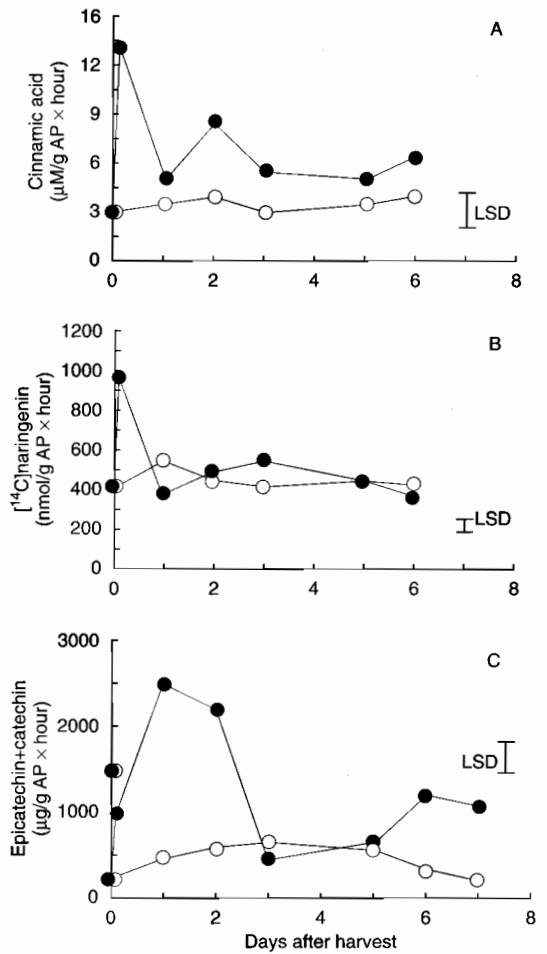 A
16
12
9
6
3
0
Cinnamic acid
(µM/g AP × hour)
LSD
0 2 4 6 8
B
1200
1000
800
600
400
200
0
[¹⁴C]naringenin
(nmol/g AP × hour)
LSD
0 2 4 6 8
C
3000
2000
1000
0
Epicatechin+catechin
(µg/g AP × hour)
LSD
0 2 4 6 8
Days after harvest